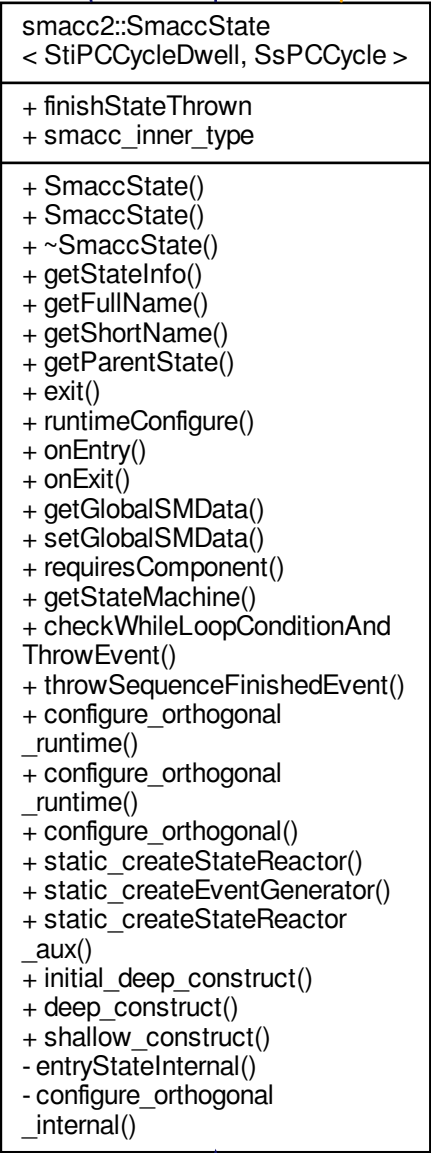 smacc2::SmaccState
< StiPCCycleDwell, SsPCCycle >
+ finishStateThrown
+ smacc_inner_type
+ SmaccState()
+ SmaccState()
+ ~SmaccState()
+ getStateInfo()
+ getFullName()
+ getShortName()
+ getParentState()
+ exit()
+ runtimeConfigure()
+ onEntry()
+ onExit()
+ getGlobalSMData()
+ setGlobalSMData()
+ requiresComponent()
+ getStateMachine()
+ checkWhileLoopConditionAnd
ThrowEvent()
+ throwSequenceFinishedEvent()
+ configure_orthogonal
_runtime()
+ configure_orthogonal
_runtime()
+ configure_orthogonal()
+ static_createStateReactor()
+ static_createEventGenerator()
+ static_createStateReactor
_aux()
+ initial_deep_construct()
+ deep_construct()
+ shallow_construct()
- entryStateInternal()
- configure_orthogonal
_internal()